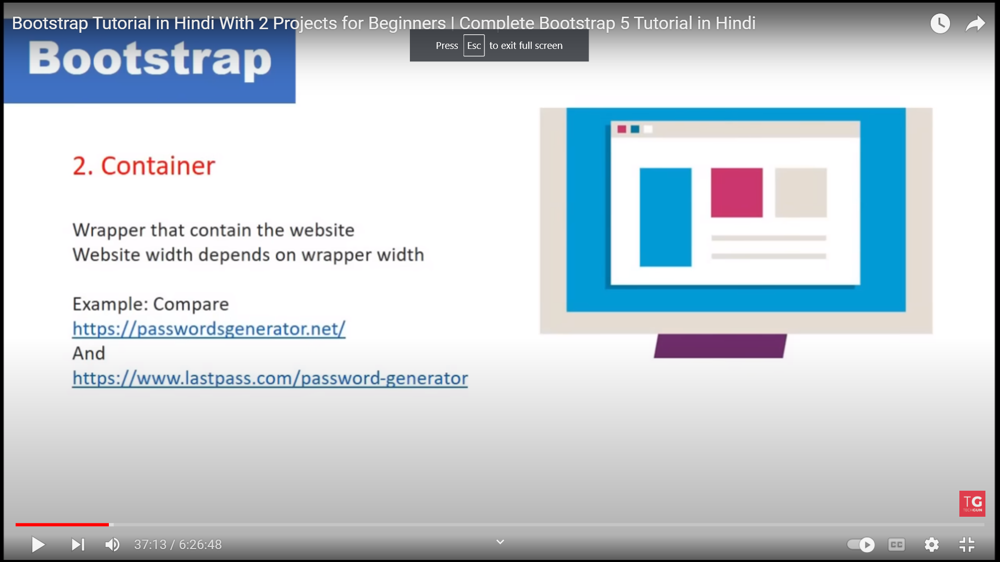 Bootstrap Tutorial in Hindi With 2 Projects for Beginners | Complete Bootstrap 5 Tutorial in Hindi
Press Esc to exit full screen
Bootstrap
2. Container
Wrapper that contain the website
Website width depends on wrapper width
Example: Compare
https://passwordsgenerator.net/
And
https://www.lastpass.com/password-generator
TG
TECHGUN
37:13 / 6:26:48
CC